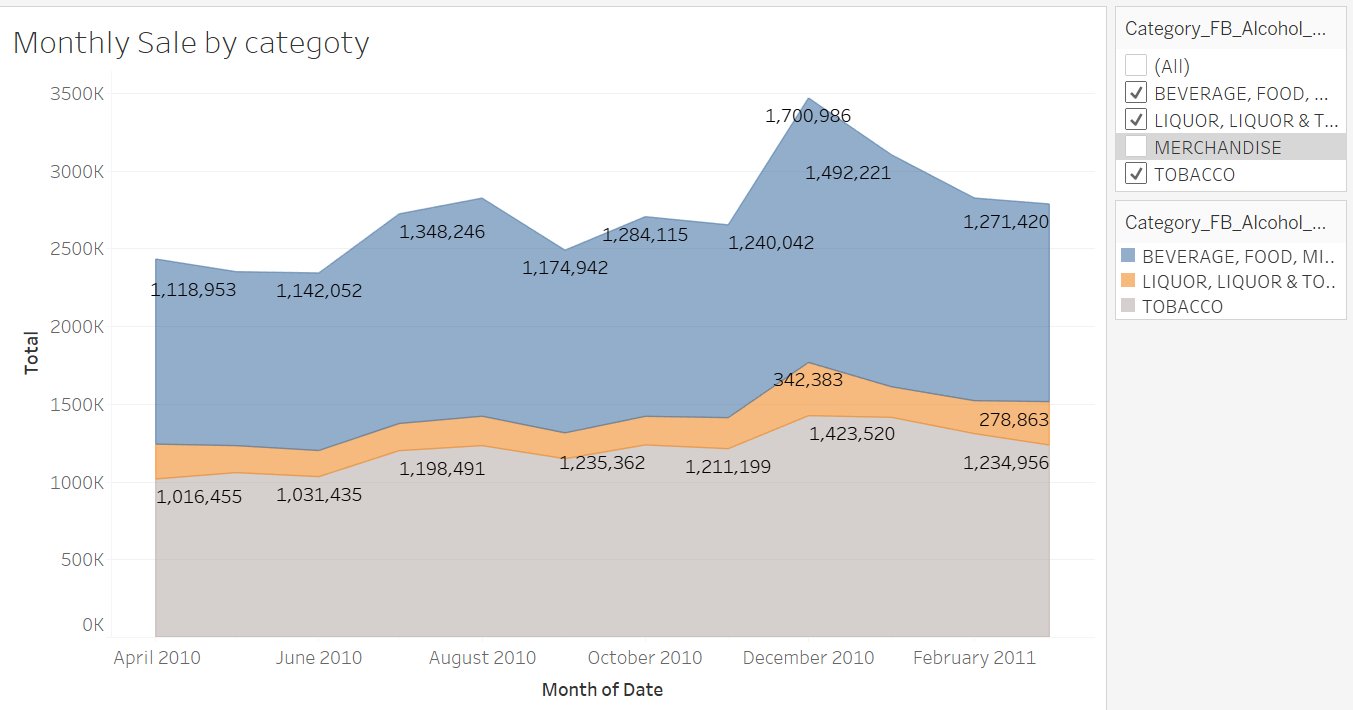 Monthly Sale by categoty
3500K
3000K
2500K
2000K
1500K
1000K
500K
0K
Total
1,700,986
1,492,221
1,348,246
1,284,115
1,240,042
1,271,420
1,174,942
1,118,953
1,142,052
342,383
278,863
1,423,520
1,198,491
1,235,362
1,211,199
1,234,956
1,016,455
1,031,435
April 2010
June 2010
August 2010
October 2010
December 2010
February 2011
Month of Date
Category_FB_Alcohol_...
(All)
BEVERAGE, FOOD, ...
LIQUOR, LIQUOR & T...
MERCHANDISE
TOBACCO
Category_FB_Alcohol_...
BEVERAGE, FOOD, MI..
LIQUOR, LIQUOR & TO..
TOBACCO